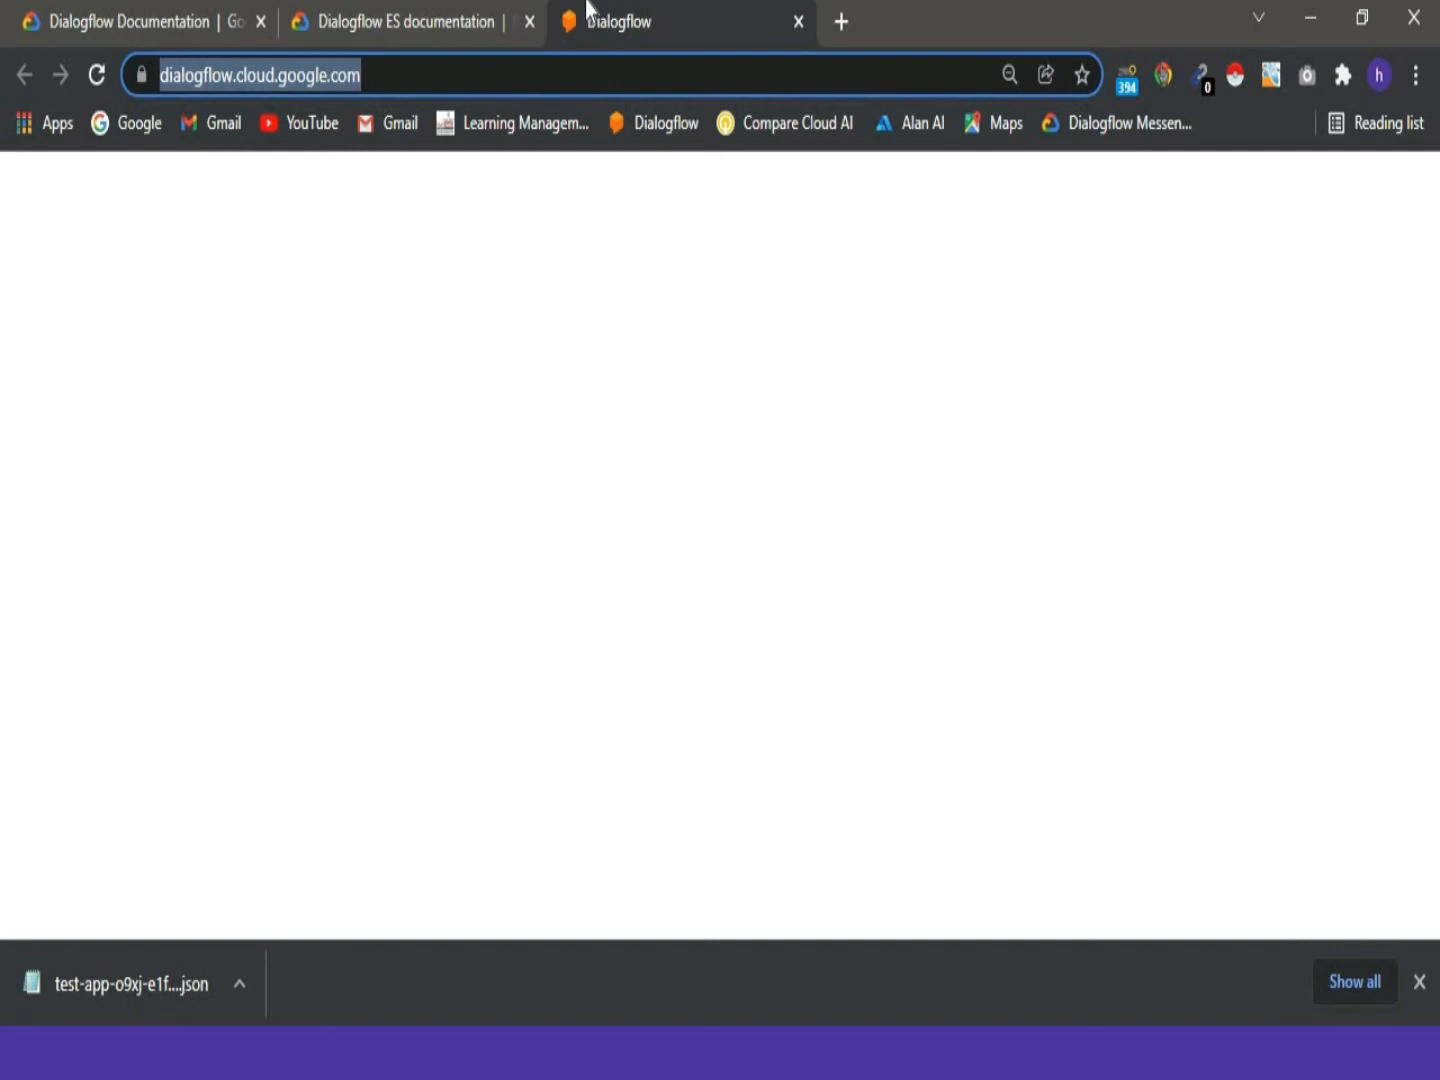 Dialogflow Documentation | Go
Dialogflow ES documentation |
Dialogflow
dialogflow.cloud.google.com
394
0
h
Apps
Google
Gmail
YouTube
Gmail
Learning Managem...
Dialogflow
Compare Cloud AI
Alan AI
Maps
Dialogflow Messen...
Reading list
test-app-o9xj-e1f....json
Show all